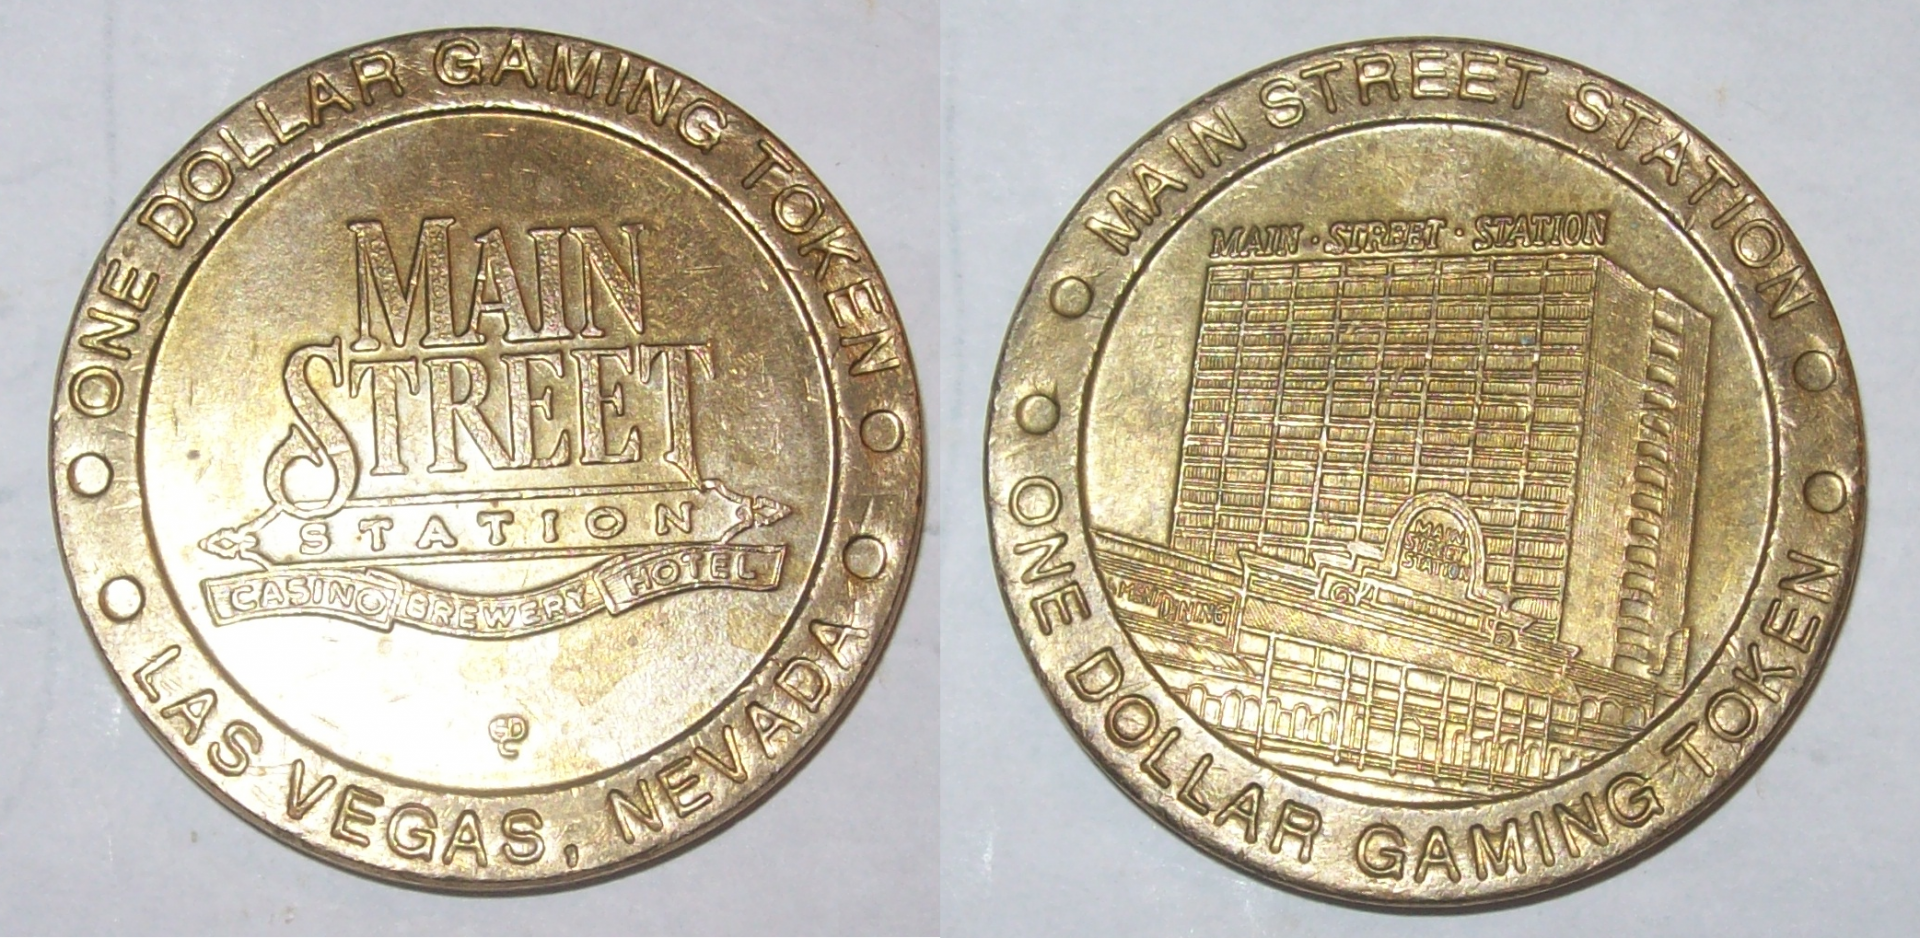 ONE DOLLAR GAMING TOKEN
MAIN
STREET
STATION
CASINO BREWERY HOTEL
LAS VEGAS, NEVADA
MAIN STREET STATION
MAIN · STREET · STATION
MAIN
STREET
STATION
ONE DOLLAR GAMING TOKEN